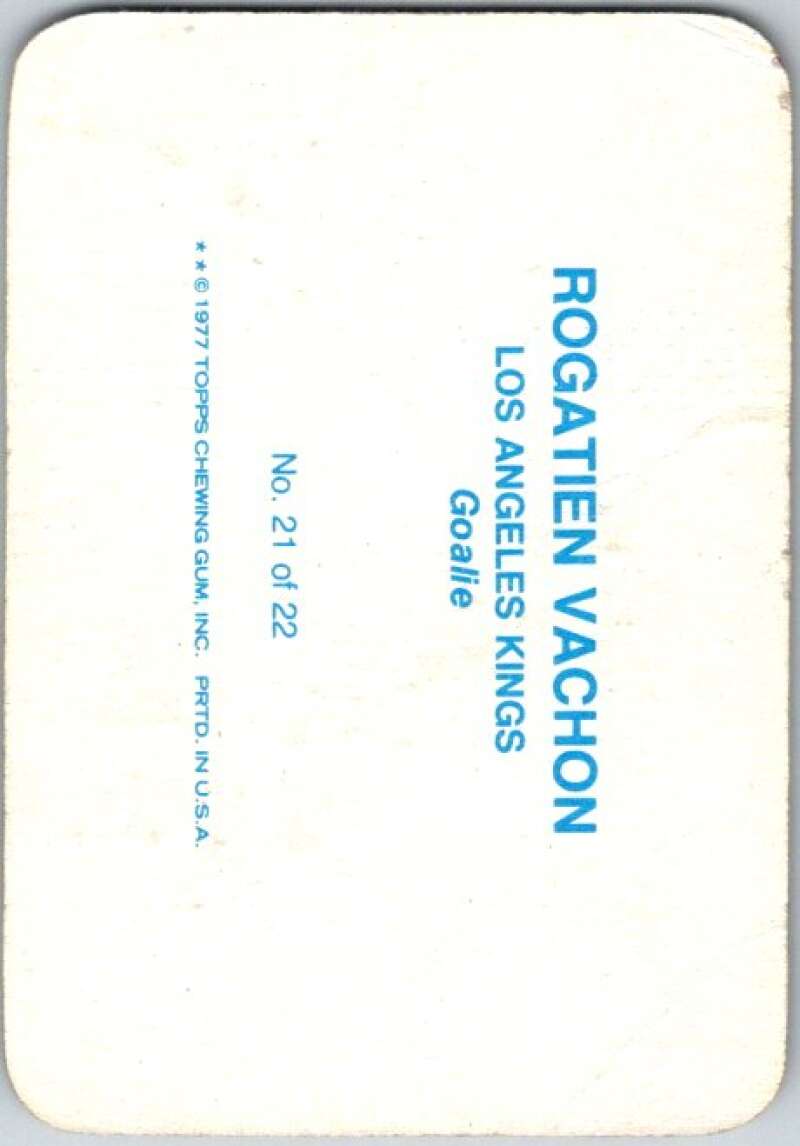 ROGATIEN VACHON
LOS ANGELES KINGS
Goalie
No. 21 of 22
★ ★ © 1977 TOPPS CHEWING GUM, INC. PRTD. IN U.S.A.